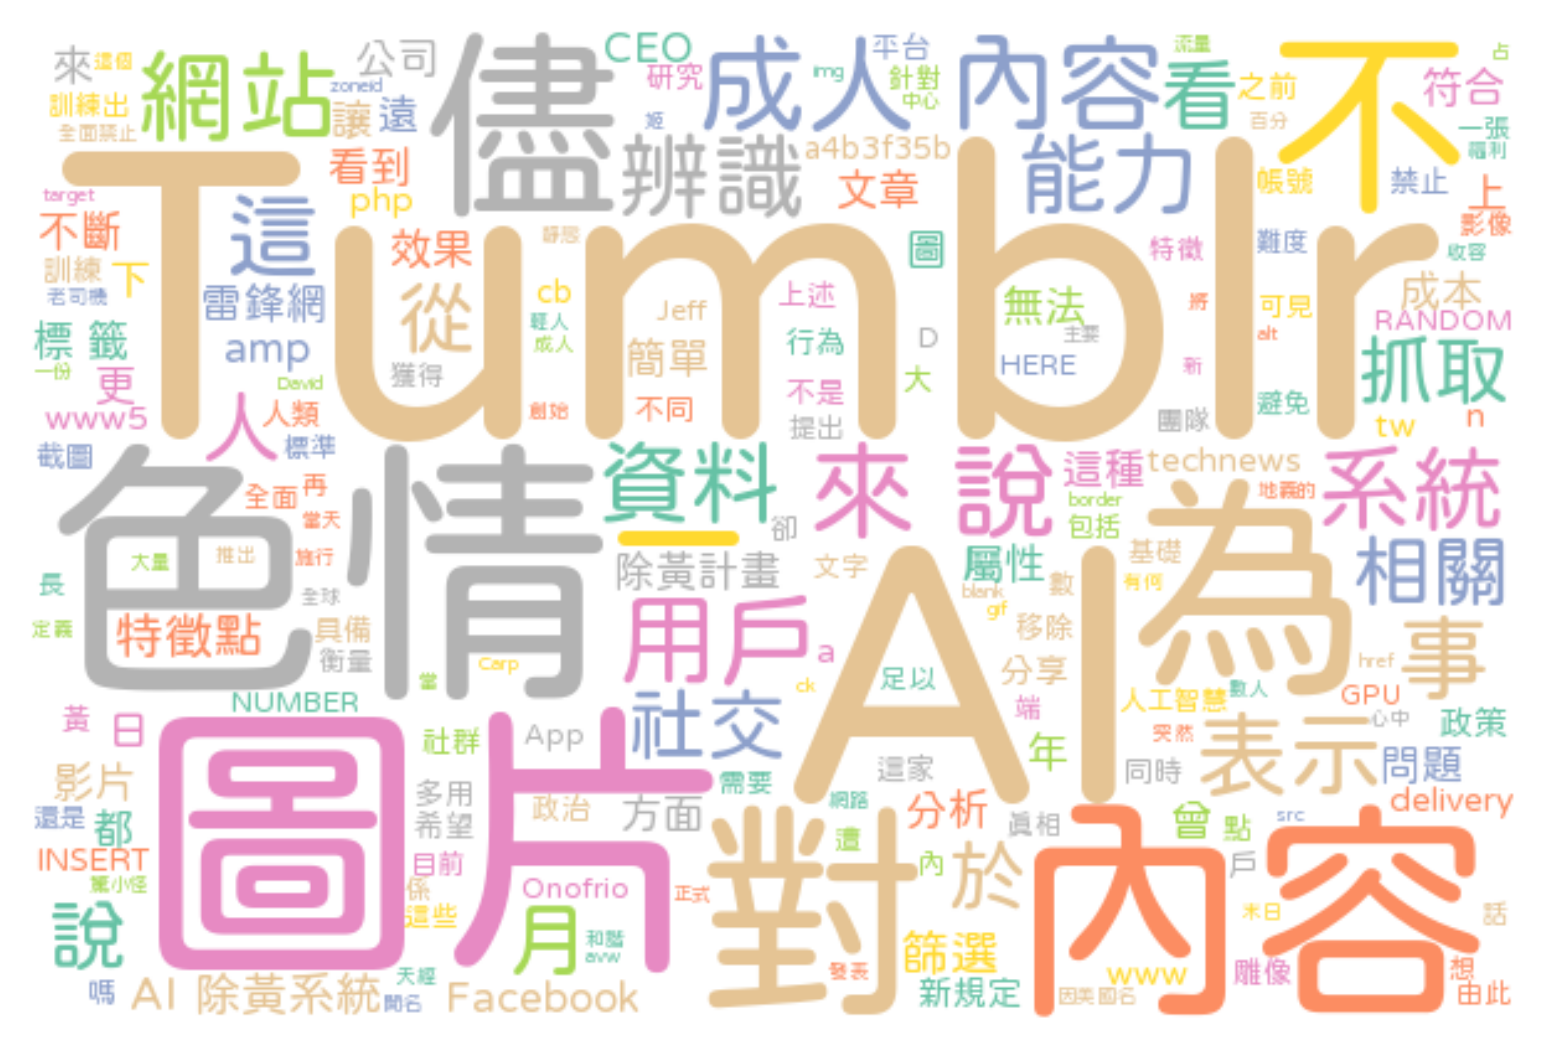 來 這個 網站 公司 儘 CEO 成人 平台 內容 流量 不 占
訓練出 zoneid 讓 遠 研究 img 針對 中心 看 之前 符合
全面禁止 姬 百分 一張 福利
看到 辨識 a4b3f35b 能力 帳號 禁止 上
target php 文章 影像
不斷 這 Tumblr 效果 靜態 圖 特徵 難度 收容
訓練 下 老司機 雷鋒網 從 cb Jeff 上述 無法 將 可見 成本
標 籤 amp 輕人 成人 簡單 行為 D 主要 alt RANDOM
一份 更 David 獲得 大 HERE 新 抓取
www5 人 人類 創始 不同 不是 提出 團隊 避免 tw n
截圖 標準 資料 來 說 這種 technews 系統
全面 再 當天 色情 一 卻 border 包括 地義的 為
大量 推出 施行 除黃計畫 文字 AI 屬性 基礎 相關
長 全球 blank gif 數 有何
定義 特徵點 具備 衡量 Carp 用戶 a 移除 事
當 ck 足以 分享 href
NUMBER 社交 端 人工智慧 數人 GPU
黃 日 圖片 社群 App 年 突然 表示 心中 政策
影片 多用 需要 這家 同時 問題
還是 都 希望 政治 方面 網路 分析 真相 曾 點 src delivery
INSERT 目前 對 遭 內 於 內容 戶
篤小怪 係 Onofrio 正式
說 這些 月 和諧 avw 篩選 末日 話
嗎 AI 除黃系統 天經 聞名 Facebook 發表 新規定 www 因美國名 雕像 想 由此